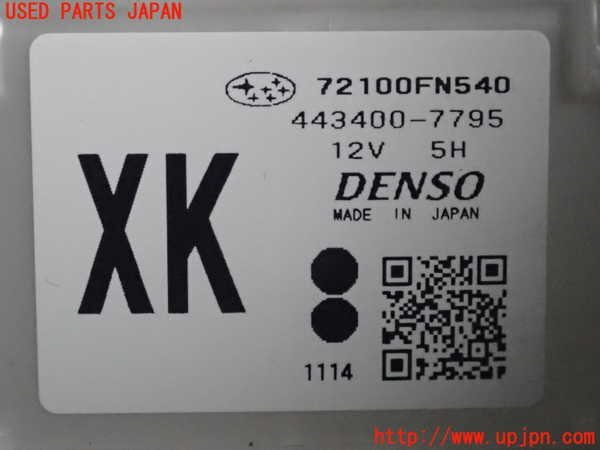 USED PARTS JAPAN
72100FN540
443400-7795
12V 5H
XK
DENSO
MADE IN JAPAN
1114
http://www.upjpn.com/